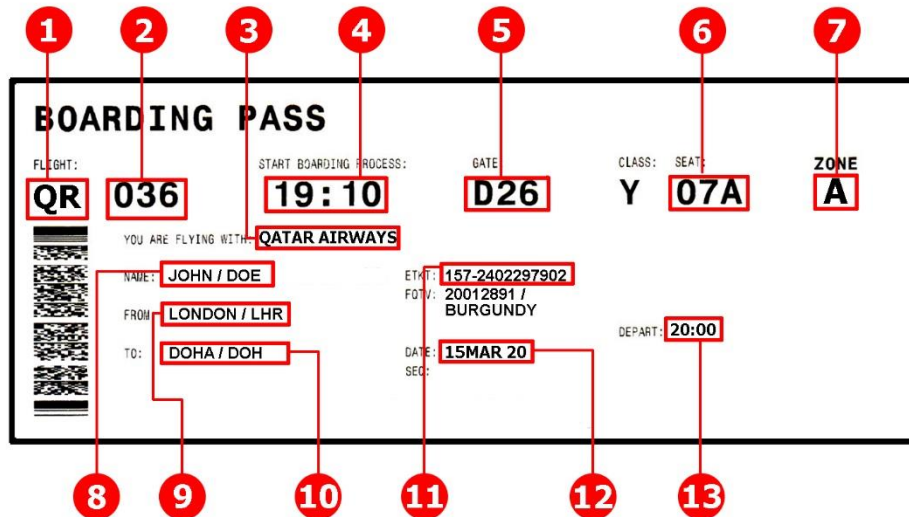 1 2 3 4 5 6 7
BOARDING PASS
FLIGHT: START BOARDING PROCESS: GATE CLASS: SEAT: ZONE
QR 036 19:10 D26 Y 07A A
YOU ARE FLYING WITH: QATAR AIRWAYS
NAME: JOHN / DOE ETKT: 157-2402297902
FQTV: 20012891 /
BURGUNDY
FROM LONDON / LHR
DEPART: 20:00
TO: DOHA / DOH DATE: 15MAR 20
SEC:
8 9 10 11 12 13